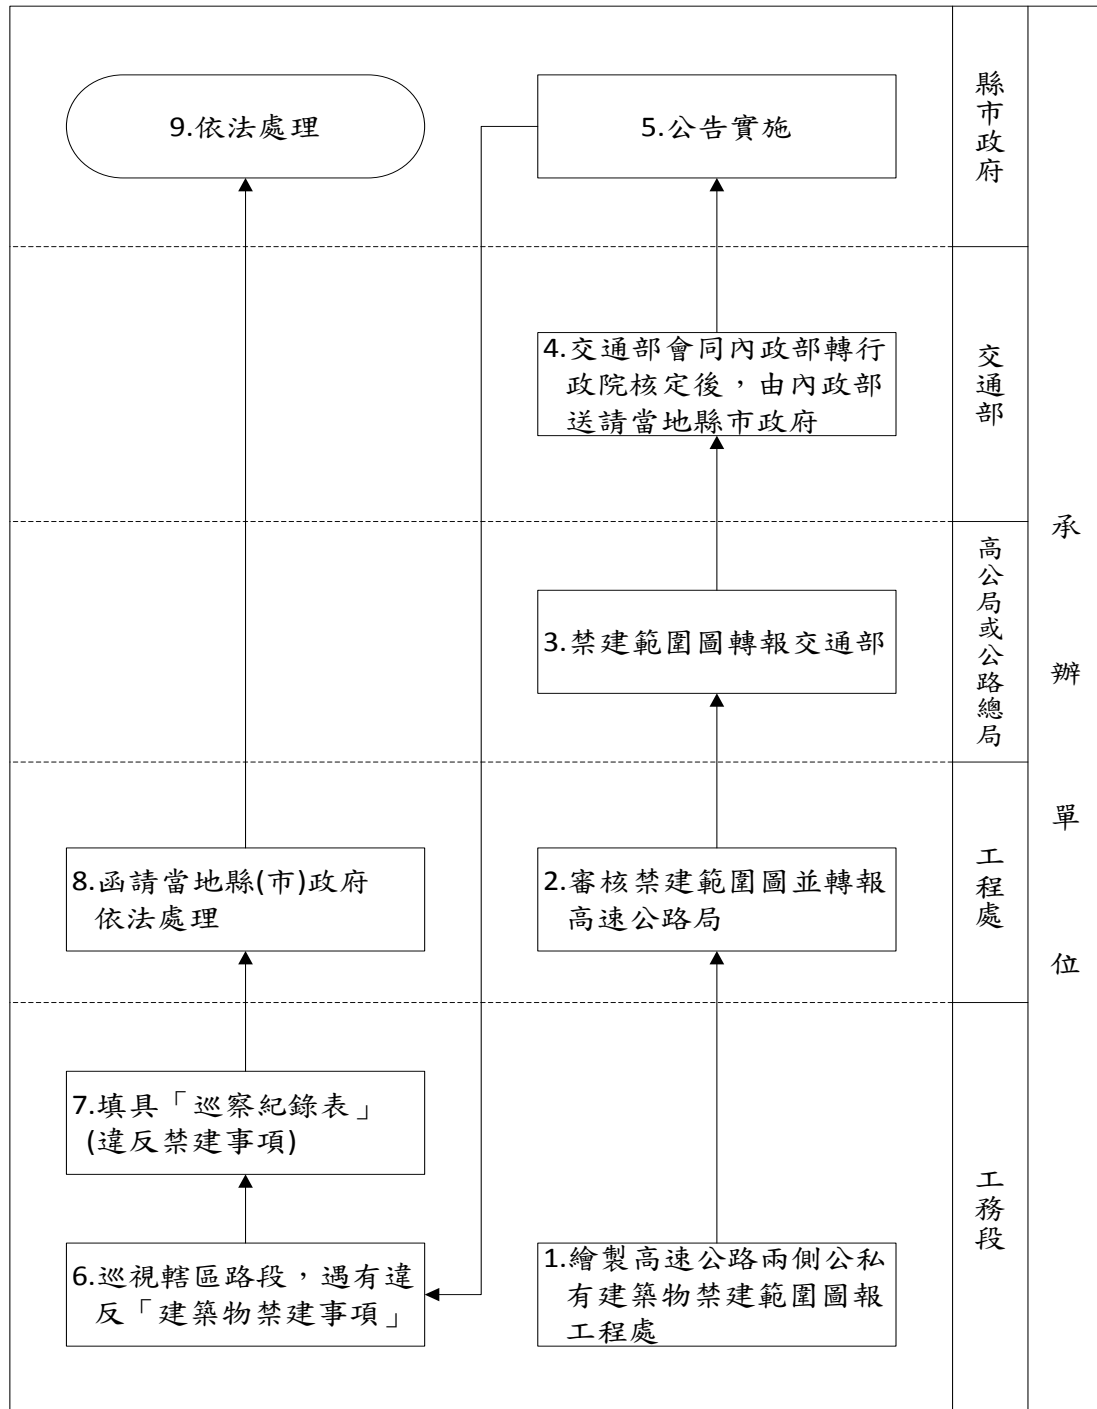 9.依法處理
5.公告實施
縣市政府
4.交通部會同內政部轉行
政院核定後，由內政部
送請當地縣市政府
交通部
3.禁建範圍圖轉報交通部
高公局或公路總局
8.函請當地縣(市)政府
依法處理
2.審核禁建範圍圖並轉報
高速公路局
工程處
7.填具「巡察紀錄表」
(違反禁建事項)
6.巡視轄區路段，遇有違
反「建築物禁建事項」
1.繪製高速公路兩側公私
有建築物禁建範圍圖報
工程處
工務段
承辦單位